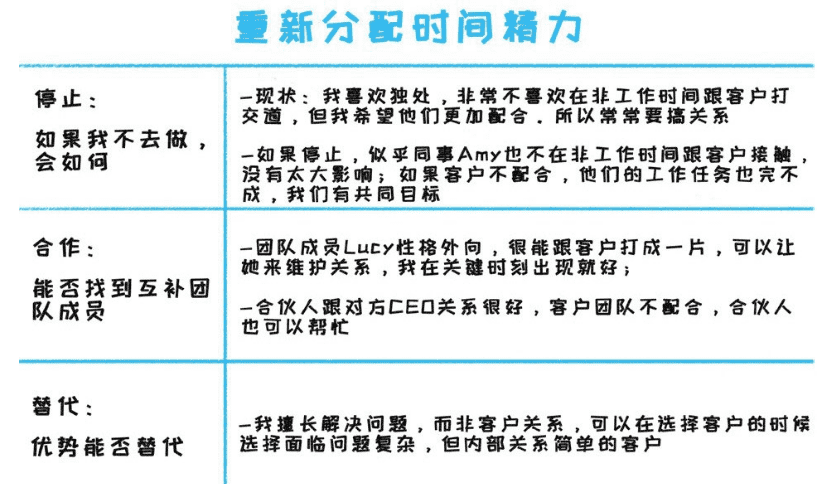 重新分配时间精力
停止：
如果我不去做，
会如何
-现状：我喜欢独处，非常不喜欢在非工作时间跟客户打
交道，但我希望他们更加配合．所以常常要搞关系
-如果停止，似乎同事Amy也不在非工作时间跟客户接触，
没有太大影响；如果客户不配合，他们的工作任务也完不
成，我们有共同目标
合作：
能否找到互补团
队成员
-团队成员Lucy性格外向，很能跟客户打成一片，可以让
她来维护关系，我在关键时刻出现就好；
-合伙人跟对方CEO关系很好，客户团队不配合，合伙人
也可以帮忙
替代：
优势能否替代
-我擅长解决问题，而非客户关系，可以在选择客户的时候
选择面临问题复杂，但内部关系简单的客户